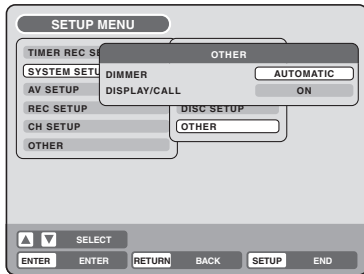 SETUP MENU
TIMER REC SE
SYSTEM SETU
AV SETUP
REC SETUP
CH SETUP
OTHER
OTHER
DIMMER AUTOMATIC
DISPLAY/CALL ON
DISC SETUP
OTHER
SELECT
ENTER ENTER RETURN BACK SETUP END